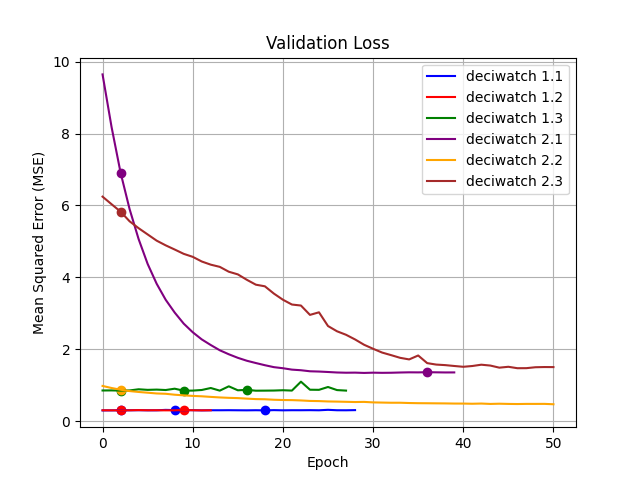 Validation Loss
deciwatch 1.1
deciwatch 1.2
deciwatch 1.3
deciwatch 2.1
deciwatch 2.2
deciwatch 2.3
Mean Squared Error (MSE)
10
8
6
4
2
0
0 10 20 30 40 50
Epoch